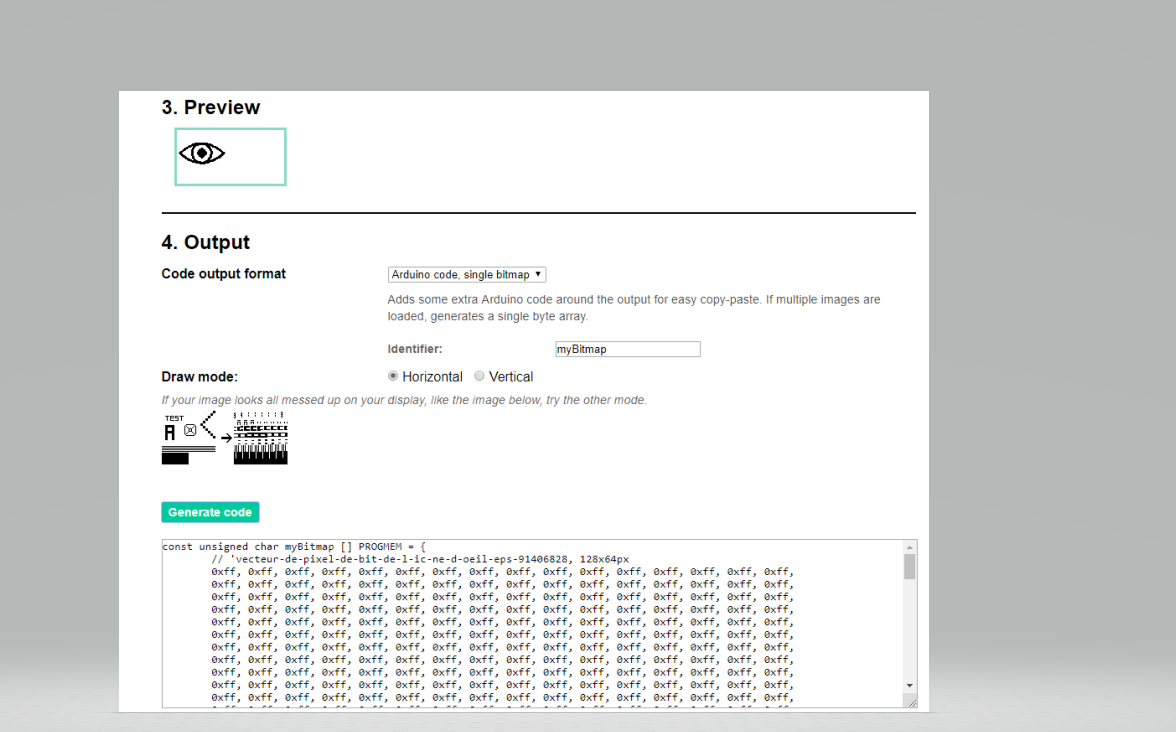 3. Preview
4. Output
Code output format
Arduino code, single bitmap
Adds some extra Arduino code around the output for easy copy-paste. If multiple images are
loaded, generates a single byte array.
Identifier: myBitmap
Draw mode: Horizontal Vertical
If your image looks all messed up on your display, like the image below, try the other mode.
TEST
A
Generate code
const unsigned char myBitmap [] PROGMEM = {
// 'vecteur-de-pixel-de-bit-de-l-ic-ne-d-oeil-eps-91406828, 128x64px
0xff, 0xff, 0xff, 0xff, 0xff, 0xff, 0xff, 0xff, 0xff, 0xff, 0xff, 0xff, 0xff, 0xff, 0xff, 0xff,
0xff, 0xff, 0xff, 0xff, 0xff, 0xff, 0xff, 0xff, 0xff, 0xff, 0xff, 0xff, 0xff, 0xff, 0xff, 0xff,
0xff, 0xff, 0xff, 0xff, 0xff, 0xff, 0xff, 0xff, 0xff, 0xff, 0xff, 0xff, 0xff, 0xff, 0xff, 0xff,
0xff, 0xff, 0xff, 0xff, 0xff, 0xff, 0xff, 0xff, 0xff, 0xff, 0xff, 0xff, 0xff, 0xff, 0xff, 0xff,
0xff, 0xff, 0xff, 0xff, 0xff, 0xff, 0xff, 0xff, 0xff, 0xff, 0xff, 0xff, 0xff, 0xff, 0xff, 0xff,
0xff, 0xff, 0xff, 0xff, 0xff, 0xff, 0xff, 0xff, 0xff, 0xff, 0xff, 0xff, 0xff, 0xff, 0xff, 0xff,
0xff, 0xff, 0xff, 0xff, 0xff, 0xff, 0xff, 0xff, 0xff, 0xff, 0xff, 0xff, 0xff, 0xff, 0xff, 0xff,
0xff, 0xff, 0xff, 0xff, 0xff, 0xff, 0xff, 0xff, 0xff, 0xff, 0xff, 0xff, 0xff, 0xff, 0xff, 0xff,
0xff, 0xff, 0xff, 0xff, 0xff, 0xff, 0xff, 0xff, 0xff, 0xff, 0xff, 0xff, 0xff, 0xff, 0xff, 0xff,
0xff, 0xff, 0xff, 0xff, 0xff, 0xff, 0xff, 0xff, 0xff, 0xff, 0xff, 0xff, 0xff, 0xff, 0xff, 0xff,
0xff, 0xff, 0xff, 0xff, 0xff, 0xff, 0xff, 0xff, 0xff, 0xff, 0xff, 0xff, 0xff, 0xff, 0xff, 0xff,